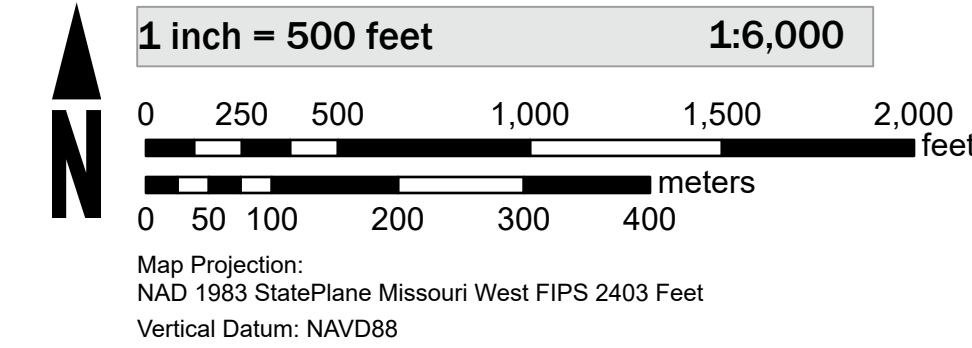 1 inch = 500 feet 1:6,000
0 250 500 1,000 1,500 2,000
feet
N
meters
0 50 100 200 300 400
Map Projection:
NAD 1983 StatePlane Missouri West FIPS 2403 Feet
Vertical Datum: NAVD88